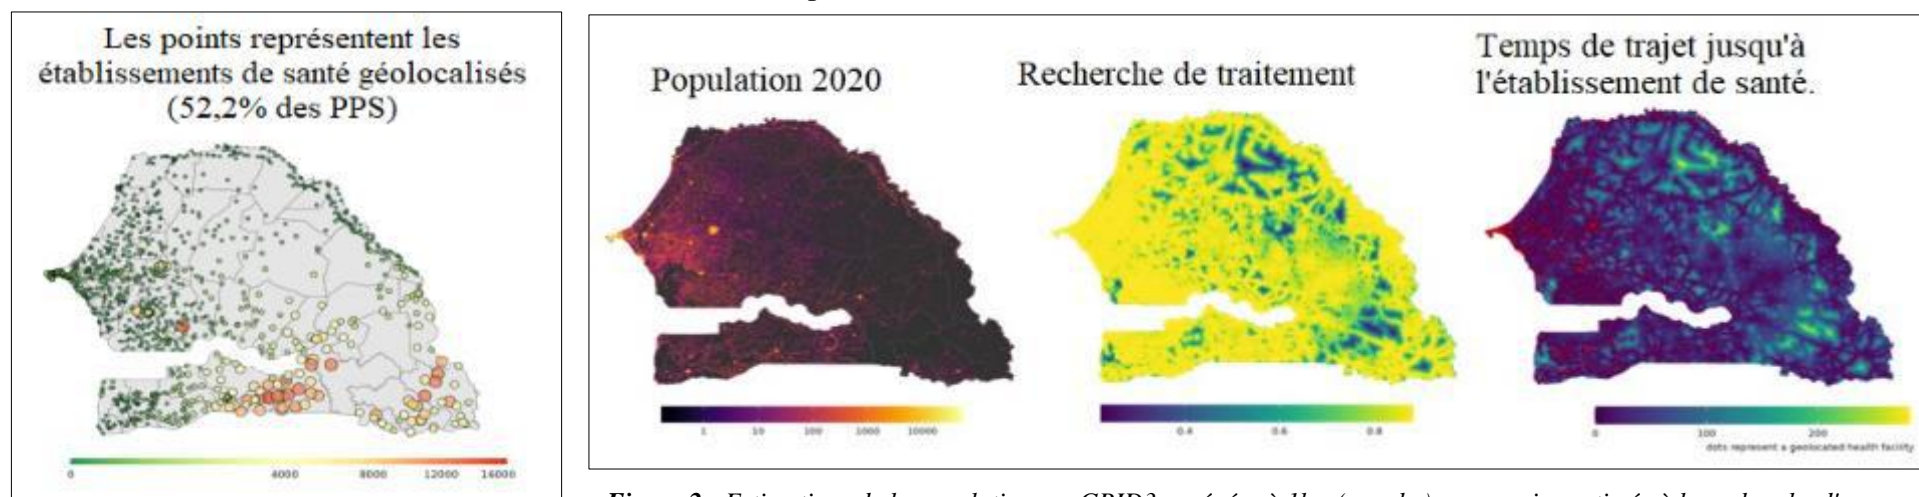 Les points représentent les
établissements de santé géolocalisés
(52,2% des PPS)
0 4000 8000 12000 16000
Population 2020
1 10 100 1000 10000
Recherche de traitement
0.4 0.6 0.8
Temps de trajet jusqu'à
l'établissement de santé.
0 100 200
dots represent a geolocated health facility